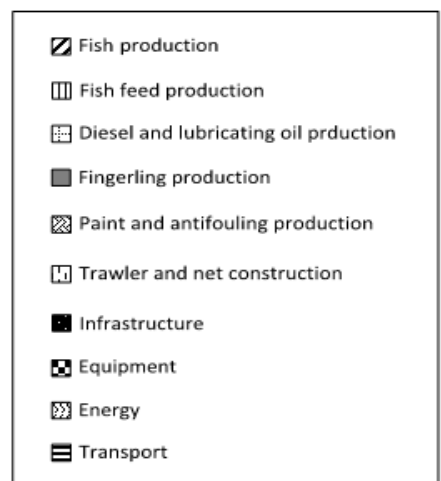 Fish production
Fish feed production
Diesel and lubricating oil prduction
Fingerling production
Paint and antifouling production
Trawler and net construction
Infrastructure
Equipment
Energy
Transport